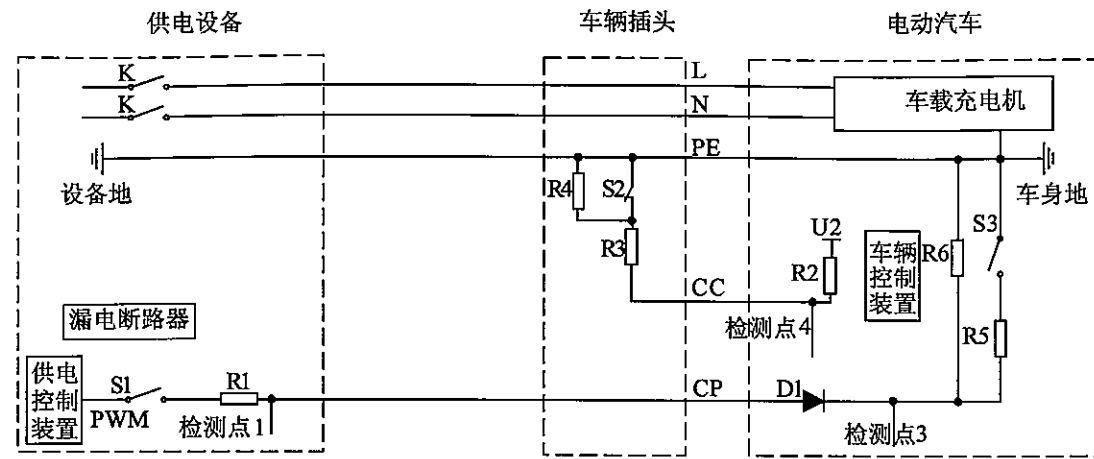 供电设备
车辆插头
电动汽车
K
L
车载充电机
K
N
PE
设备地
R4
S2
车身地
R3
U2
S3
R2
车辆控制装置
R6
CC
漏电断路器
检测点4
R5
供电控制装置
S1
R1
CP
D1
PWM
检测点1
检测点3